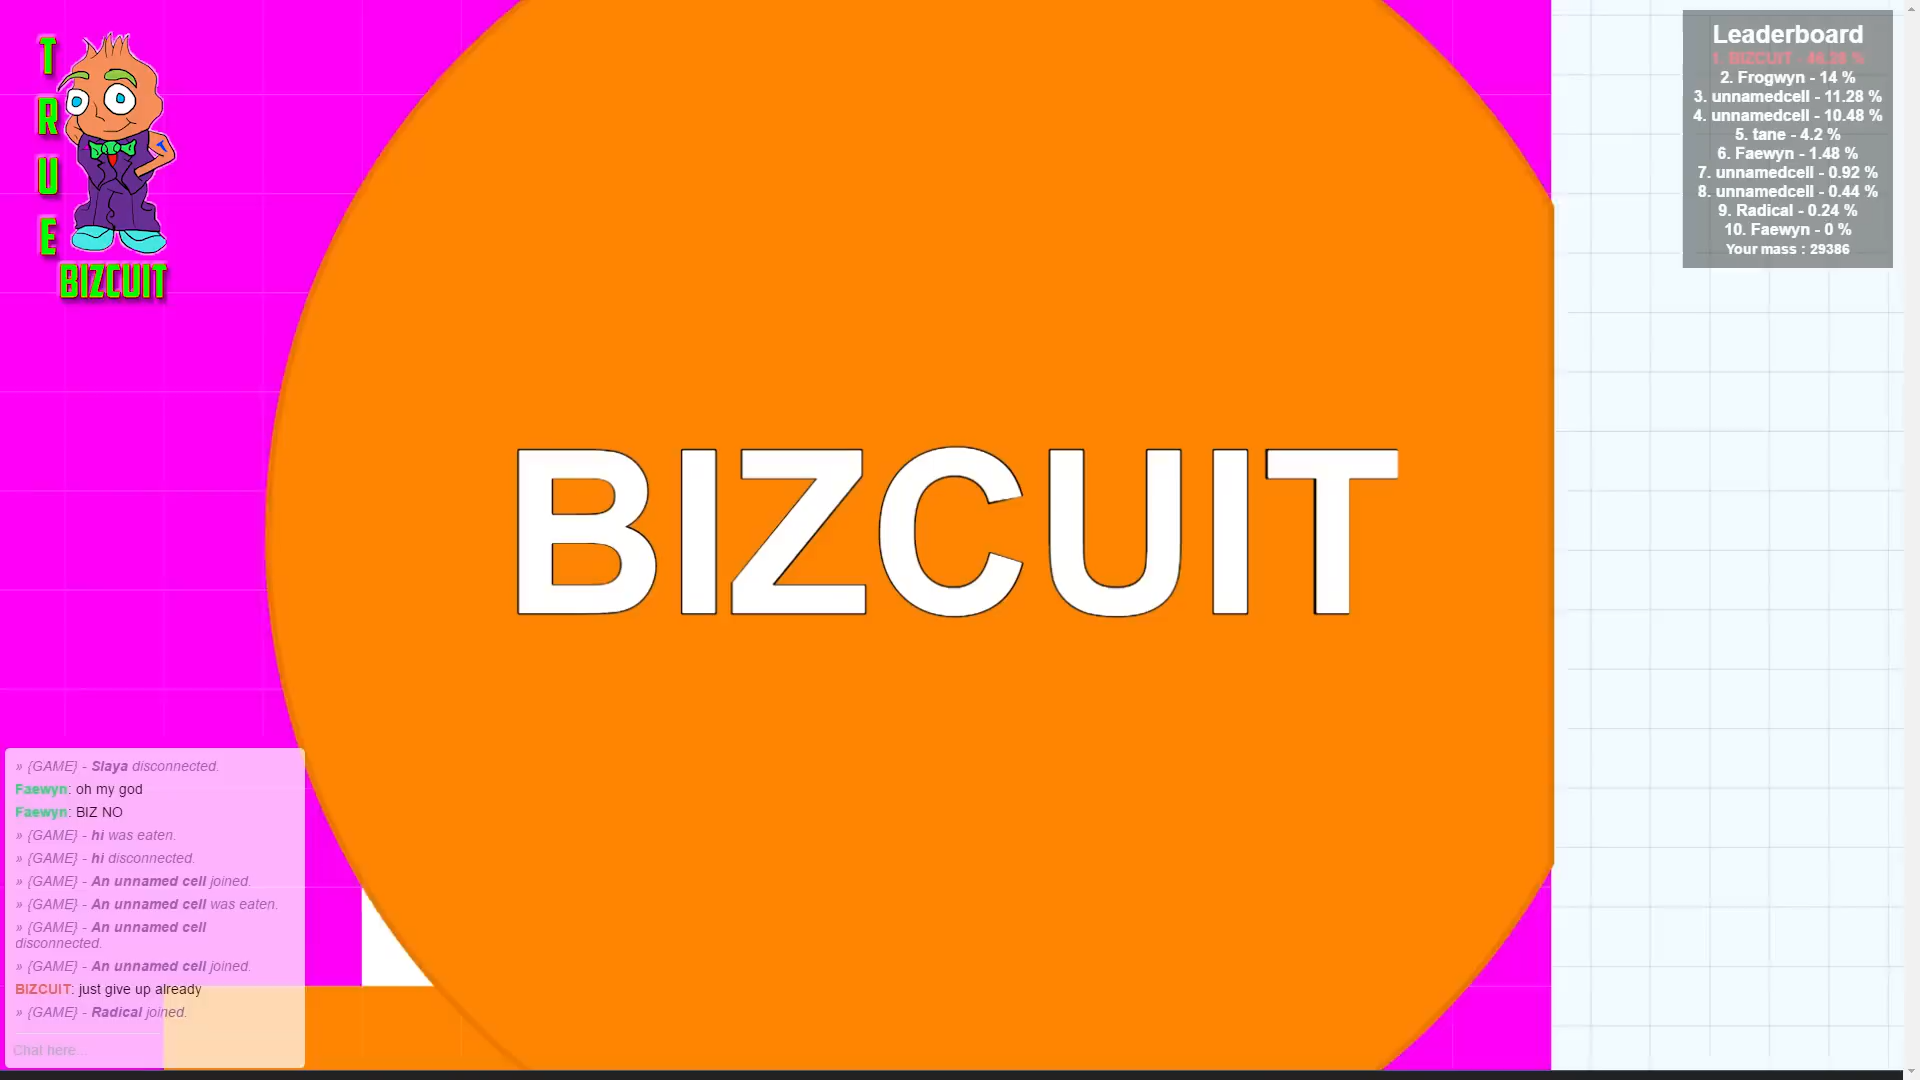 T
R
U
E
BIZCUIT
Leaderboard
1. BIZCUIT - 46.28 %
2. Frogwyn - 14 %
3. unnamedcell - 11.28 %
4. unnamedcell - 10.48 %
5. tane - 4.2 %
6. Faewyn - 1.48 %
7. unnamedcell - 0.92 %
8. unnamedcell - 0.44 %
9. Radical - 0.24 %
10. Faewyn - 0 %
Your mass : 29386
BIZCUIT
» {GAME} - Slaya disconnected.
Faewyn: oh my god
Faewyn: BIZ NO
» {GAME} - hi was eaten.
» {GAME} - hi disconnected.
» {GAME} - An unnamed cell joined.
» {GAME} - An unnamed cell was eaten.
» {GAME} - An unnamed cell
disconnected.
» {GAME} - An unnamed cell joined.
BIZCUIT: just give up already
» {GAME} - Radical joined.
Chat here...